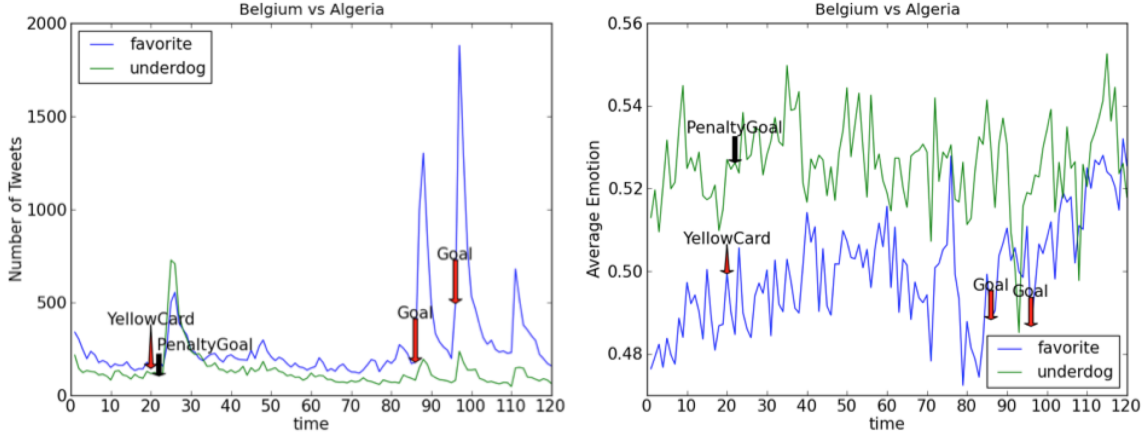 Belgium vs Algeria
2000
1500
1000
500
0
Number of Tweets
favorite
underdog
YellowCard
PenaltyGoal
Goal
Goal
0 10 20 30 40 50 60 70 80 90 100 110 120
time
Belgium vs Algeria
0.56
0.54
0.52
0.50
0.48
Average Emotion
PenaltyGoal
YellowCard
Goal
Goal
favorite
underdog
0 10 20 30 40 50 60 70 80 90 100 110 120
time